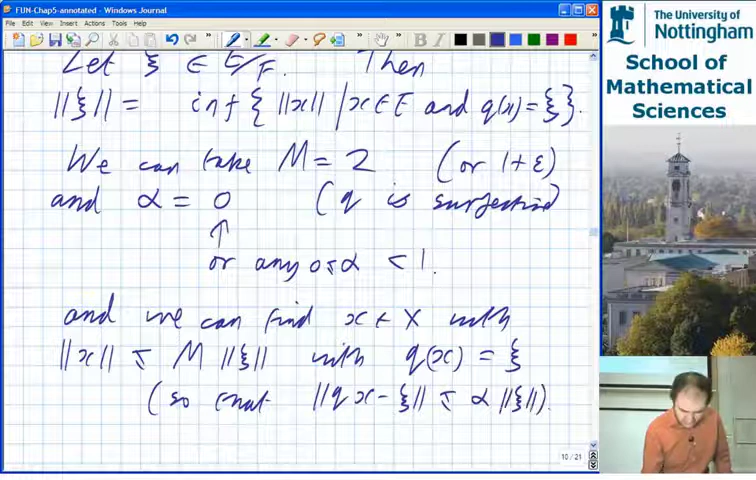 FUN-Chap5-annotated - Windows Journal
File Edit View Insert Actions Tools Help
Let ξ ∈ E/F. Then
||ξ|| = inf { ||x|| | x∈E and q(x) = ξ }.
We can take M = 2 (or 1+ε)
and α = 0 (q is surjective)
↑
or any 0 ≤ α < 1.
and we can find x ∈ X with
||x|| ≤ M ||ξ|| with q(x) = ξ
(so that ||qx - ξ|| ≤ α ||ξ||).
10 / 21
The University of
Nottingham
School of
Mathematical
Sciences